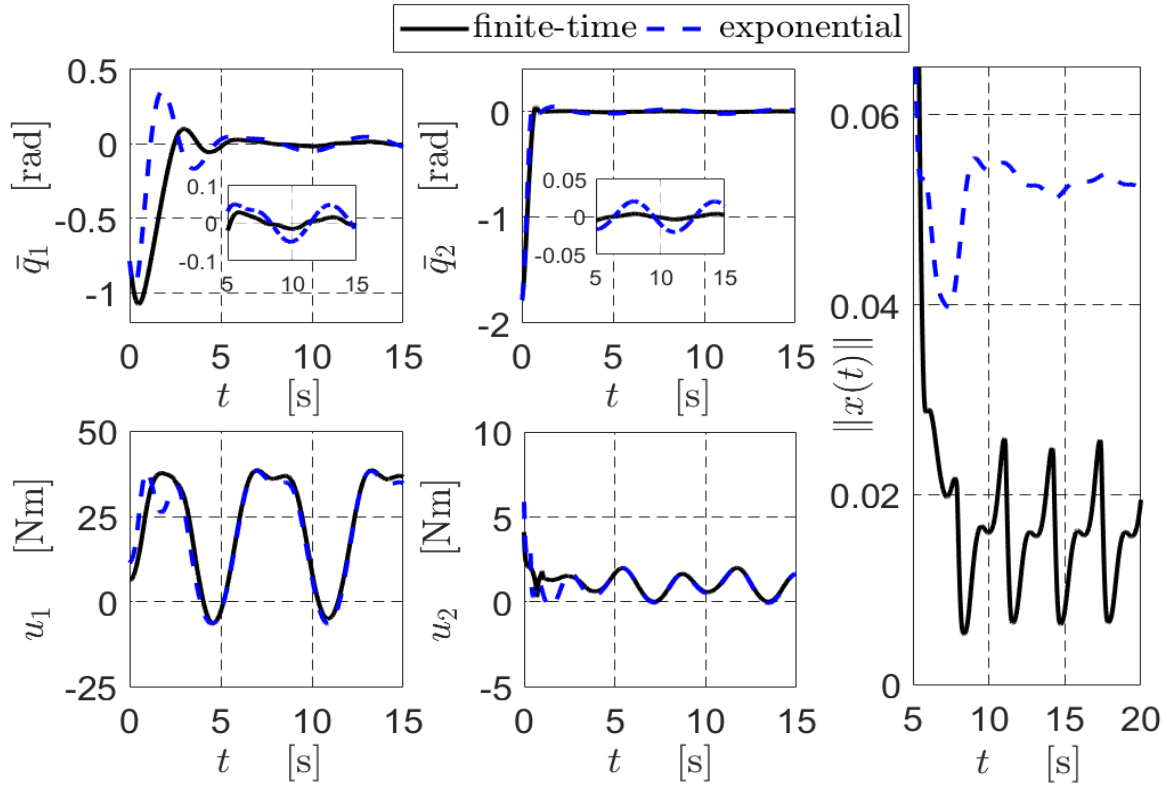 finite-time exponential
0.5
0
-0.5
-1
q̄₁ [rad]
0.1
0
-0.1
5 10 15
0 5 10 15
t [s]
0
-1
-2
q̄₂ [rad]
0.05
0
-0.05
5 10 15
0 5 10 15
t [s]
50
25
0
-25
u₁ [Nm]
0 5 10 15
t [s]
10
5
0
-5
u₂ [Nm]
0 5 10 15
t [s]
0.06
0.04
0.02
0
||x(t)||
5 10 15 20
t [s]